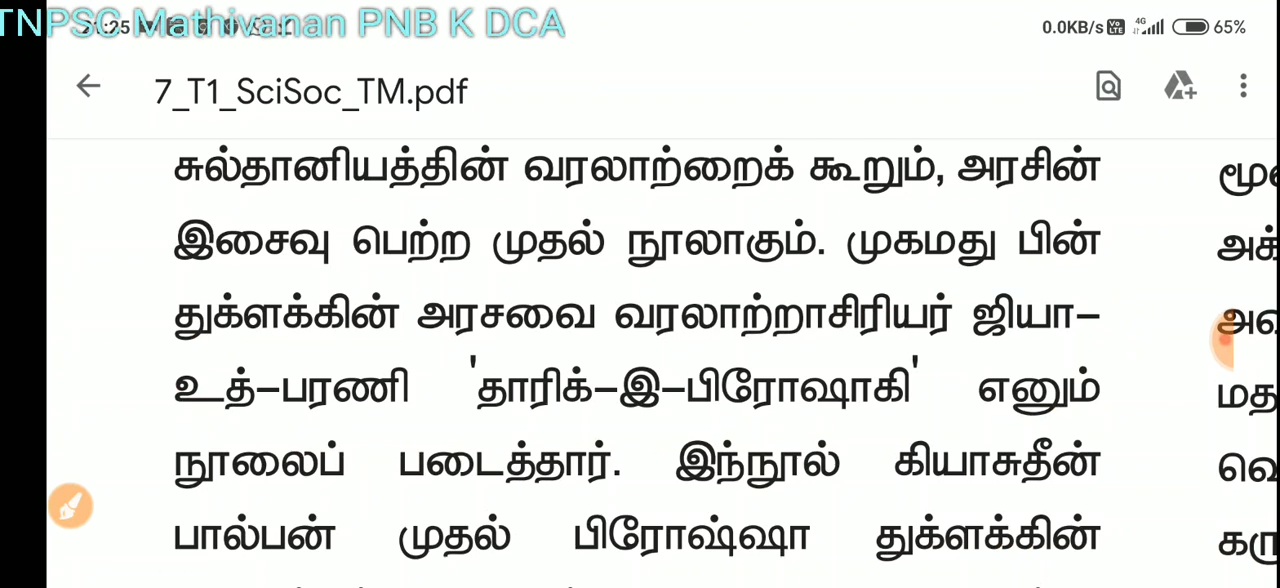 TNPSC Mathivanan PNB K DCA
0.0KB/s 4G 65%
7_T1_SciSoc_TM.pdf
சுல்தானியத்தின் வரலாற்றைக் கூறும், அரசின்
இசைவு பெற்ற முதல் நூலாகும். முகமது பின்
துக்ளக்கின் அரசவை வரலாற்றாசிரியர் ஜியா–
உத்–பரணி 'தாரிக்–இ–பிரோஷாகி' எனும்
நூலைப் படைத்தார். இந்நூல் கியாசுதீன்
பால்பன் முதல் பிரோஷ்ஷா துக்ளக்கின்